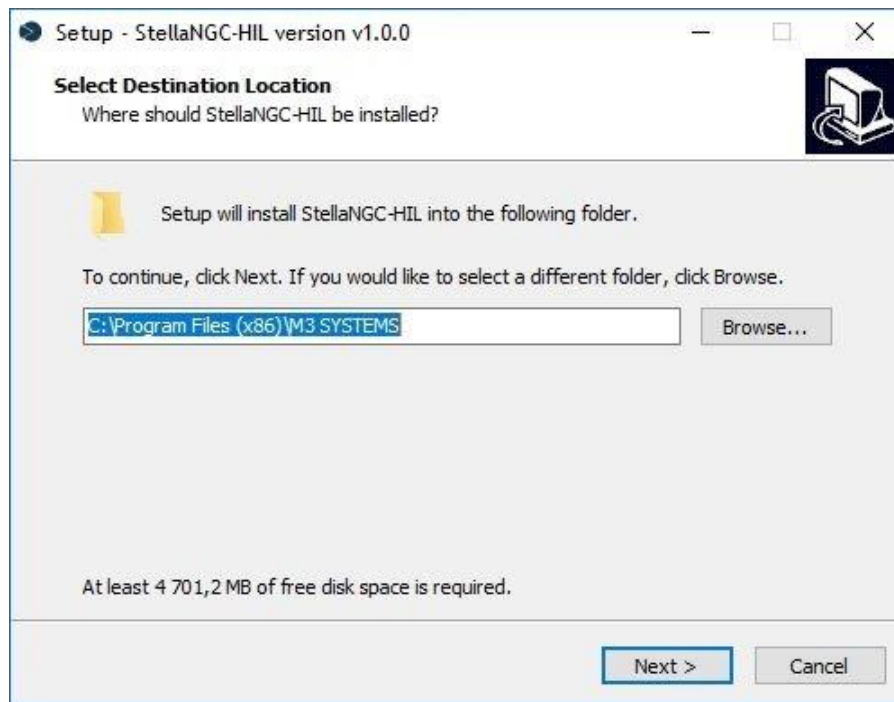 Setup - StellaNGC-HIL version v1.0.0
Select Destination Location
Where should StellaNGC-HIL be installed?
Setup will install StellaNGC-HIL into the following folder.
To continue, click Next. If you would like to select a different folder, click Browse.
C:\Program Files (x86)\M3 SYSTEMS
Browse...
At least 4 701,2 MB of free disk space is required.
Next >
Cancel